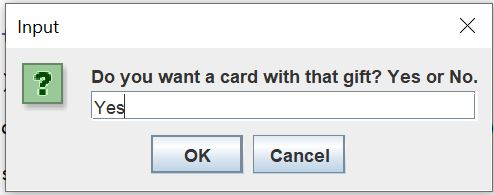 Input
?
Do you want a card with that gift? Yes or No.
Yes
OK
Cancel